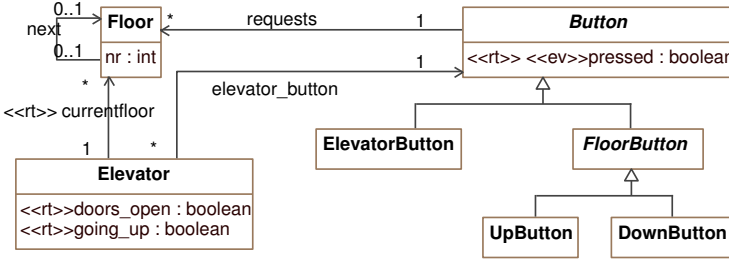 0..1
Floor
*
requests
1
Button
next
0..1
nr : int
<<rt>> <<ev>>pressed : boolean
*
1
elevator_button
<<rt>> currentfloor
ElevatorButton
FloorButton
1
*
Elevator
<<rt>>doors_open : boolean
<<rt>>going_up : boolean
UpButton
DownButton